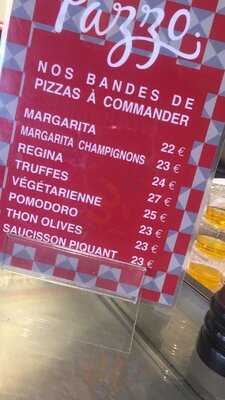 Pazzo.
NOS BANDES DE
PIZZAS À COMMANDER
MARGARITA 22 €
MARGARITA CHAMPIGNONS 23 €
REGINA 24 €
TRUFFES 27 €
VÉGÉTARIENNE 25 €
POMODORO 23 €
THON OLIVES 23 €
SAUCISSON PIQUANT 23 €